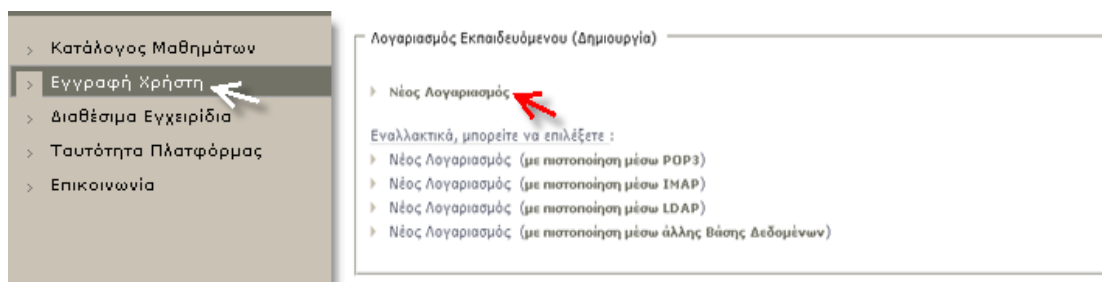 Κατάλογος Μαθημάτων
Εγγραφή Χρήστη
Διαθέσιμα Εγχειρίδια
Ταυτότητα Πλατφόρμας
Επικοινωνία
Λογαριασμός Εκπαιδευόμενου (Δημιουργία)
Νέος Λογαριασμός
Εναλλακτικά, μπορείτε να επιλέξετε :
Νέος Λογαριασμός (με πιστοποίηση μέσω POP3)
Νέος Λογαριασμός (με πιστοποίηση μέσω IMAP)
Νέος Λογαριασμός (με πιστοποίηση μέσω LDAP)
Νέος Λογαριασμός (με πιστοποίηση μέσω άλλης Βάσης Δεδομένων)